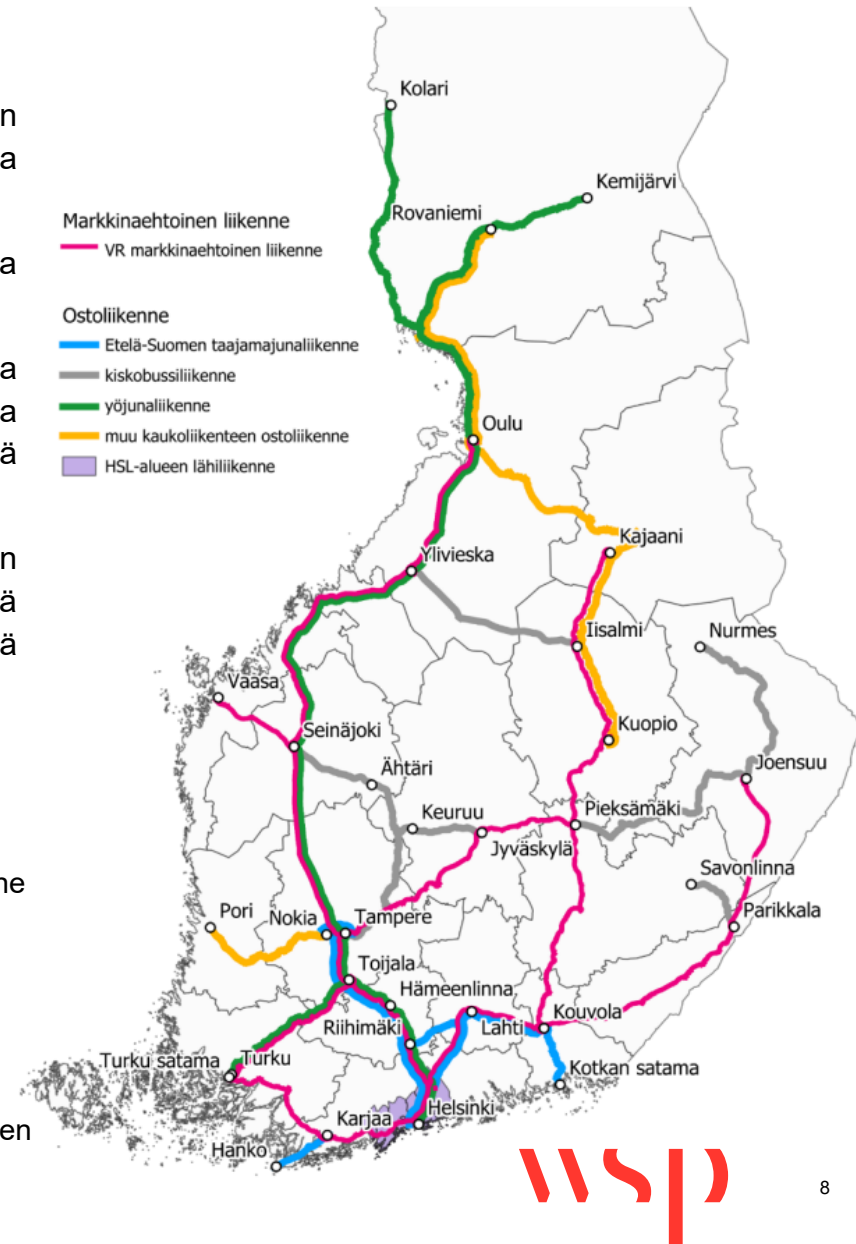 n
a
a
a
a
ä
n
ä
ä
ne
en
Markkinaehtoinen liikenne
VR markkinaehtoinen liikenne
Ostoliikenne
Etelä-Suomen taajamajunaliikenne
kiskobussiliikenne
yöjunaliikenne
muu kaukoliikenteen ostoliikenne
HSL-alueen lähiliikenne
Kolari
Kemijärvi
Rovaniemi
Oulu
Kajaani
Ylivieska
Iisalmi
Nurmes
Vaasa
Seinäjoki
Kuopio
Ähtäri
Joensuu
Keuruu
Pieksämäki
Jyväskylä
Savonlinna
Pori
Nokia
Tampere
Parikkala
Toijala
Hämeenlinna
Riihimäki
Lahti
Kouvola
Turku satama
Turku
Kotkan satama
Karjaa
Helsinki
Hanko
wsp
8